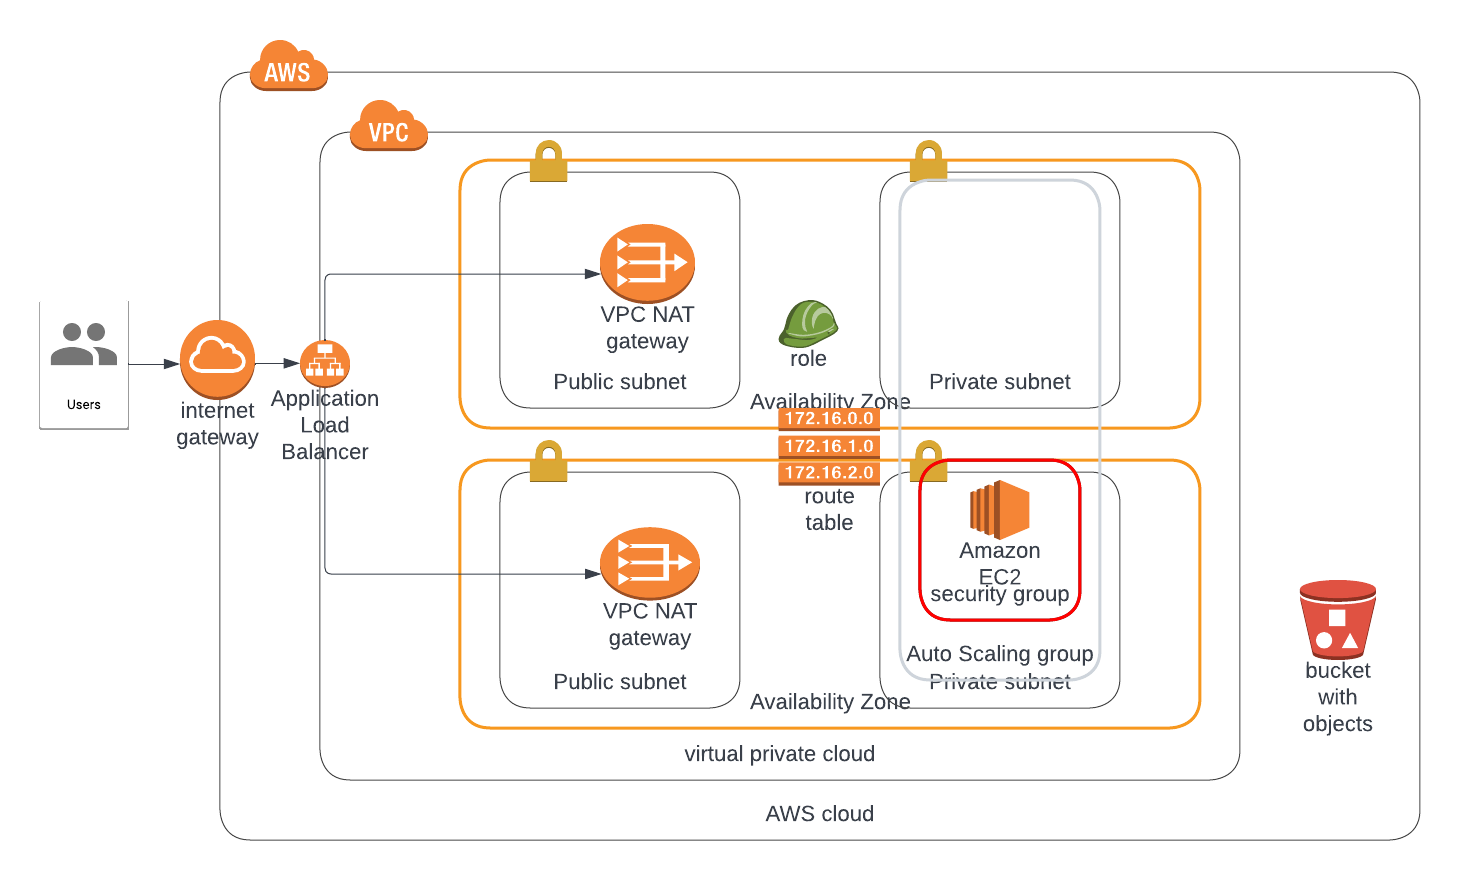 AWS
VPC
VPC NAT
gateway
Public subnet
role
Private subnet
Users
internet
gateway
Application
Load
Balancer
Availability Zone
172.16.0.0
172.16.1.0
172.16.2.0
route
table
Amazon
EC2
security group
VPC NAT
gateway
Public subnet
Auto Scaling group
Private subnet
Availability Zone
bucket
with
objects
virtual private cloud
AWS cloud